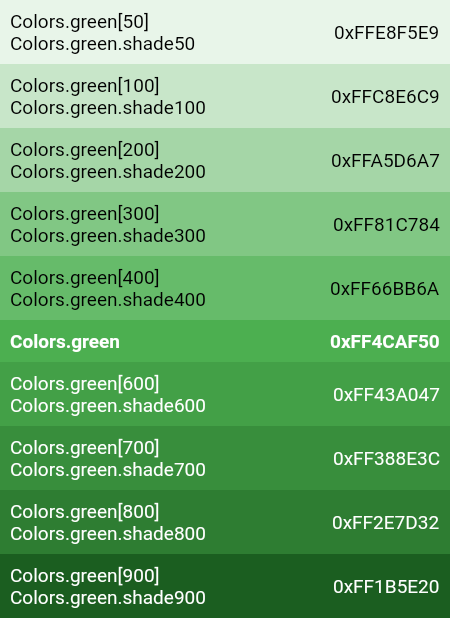 Colors.green[50]
Colors.green.shade50
0xFFE8F5E9
Colors.green[100]
Colors.green.shade100
0xFFC8E6C9
Colors.green[200]
Colors.green.shade200
0xFFA5D6A7
Colors.green[300]
Colors.green.shade300
0xFF81C784
Colors.green[400]
Colors.green.shade400
0xFF66BB6A
Colors.green
0xFF4CAF50
Colors.green[600]
Colors.green.shade600
0xFF43A047
Colors.green[700]
Colors.green.shade700
0xFF388E3C
Colors.green[800]
Colors.green.shade800
0xFF2E7D32
Colors.green[900]
Colors.green.shade900
0xFF1B5E20